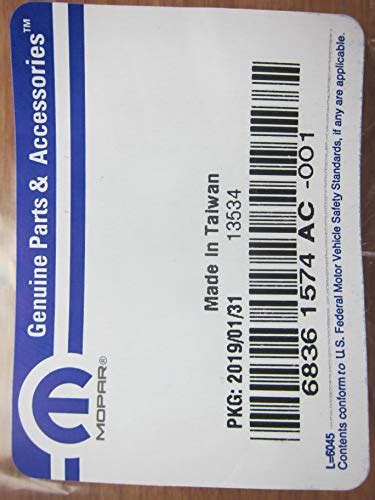 Genuine Parts & Accessories™
MOPAR®
Made In Taiwan
13534
PKG: 2019/01/31
6836 1574 AC -001
L=6045
Contents conform to U.S. Federal Motor Vehicle Safety Standards, if any are applicable.